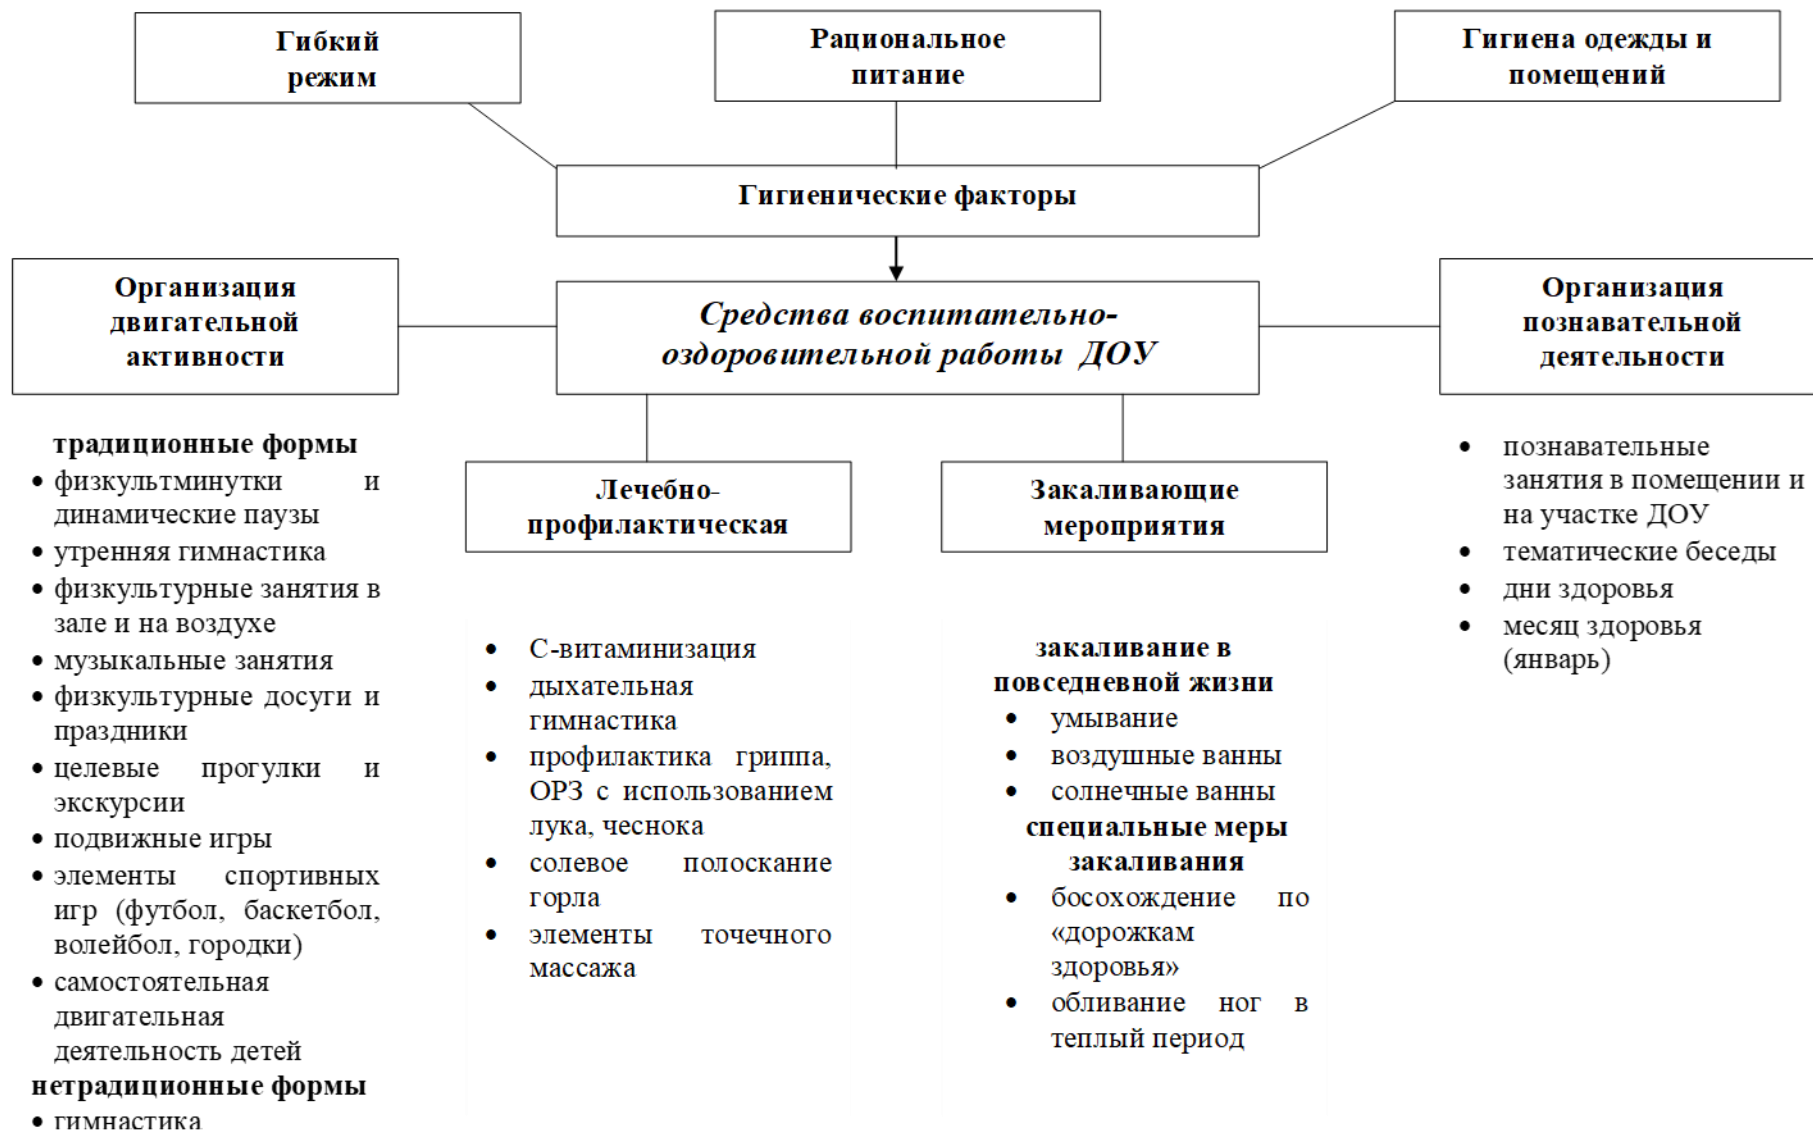 Гибкий
режим
Рациональное
питание
Гигиена одежды и
помещений
Гигиенические факторы
Организация
двигательной
активности
Средства воспитательно-
оздоровительной работы ДОУ
Организация
познавательной
деятельности
традиционные формы
• физкультминутки и
динамические паузы
• утренняя гимнастика
• физкультурные занятия в
зале и на воздухе
• музыкальные занятия
• физкультурные досуги и
праздники
• целевые прогулки и
экскурсии
• подвижные игры
• элементы спортивных
игр (футбол, баскетбол,
волейбол, городки)
• самостоятельная
двигательная
деятельность детей
нетрадиционные формы
• гимнастика
Лечебно-
профилактическая
• С-витаминизация
• дыхательная
гимнастика
• профилактика гриппа,
ОРЗ с использованием
лука, чеснока
• солевое полоскание
горла
• элементы точечного
массажа
Закаливающие
мероприятия
закаливание в
повседневной жизни
• умывание
• воздушные ванны
• солнечные ванны
специальные меры
закаливания
• босохождение по
«дорожкам
здоровья»
• обливание ног в
теплый период
• познавательные
занятия в помещении и
на участке ДОУ
• тематические беседы
• дни здоровья
• месяц здоровья
(январь)